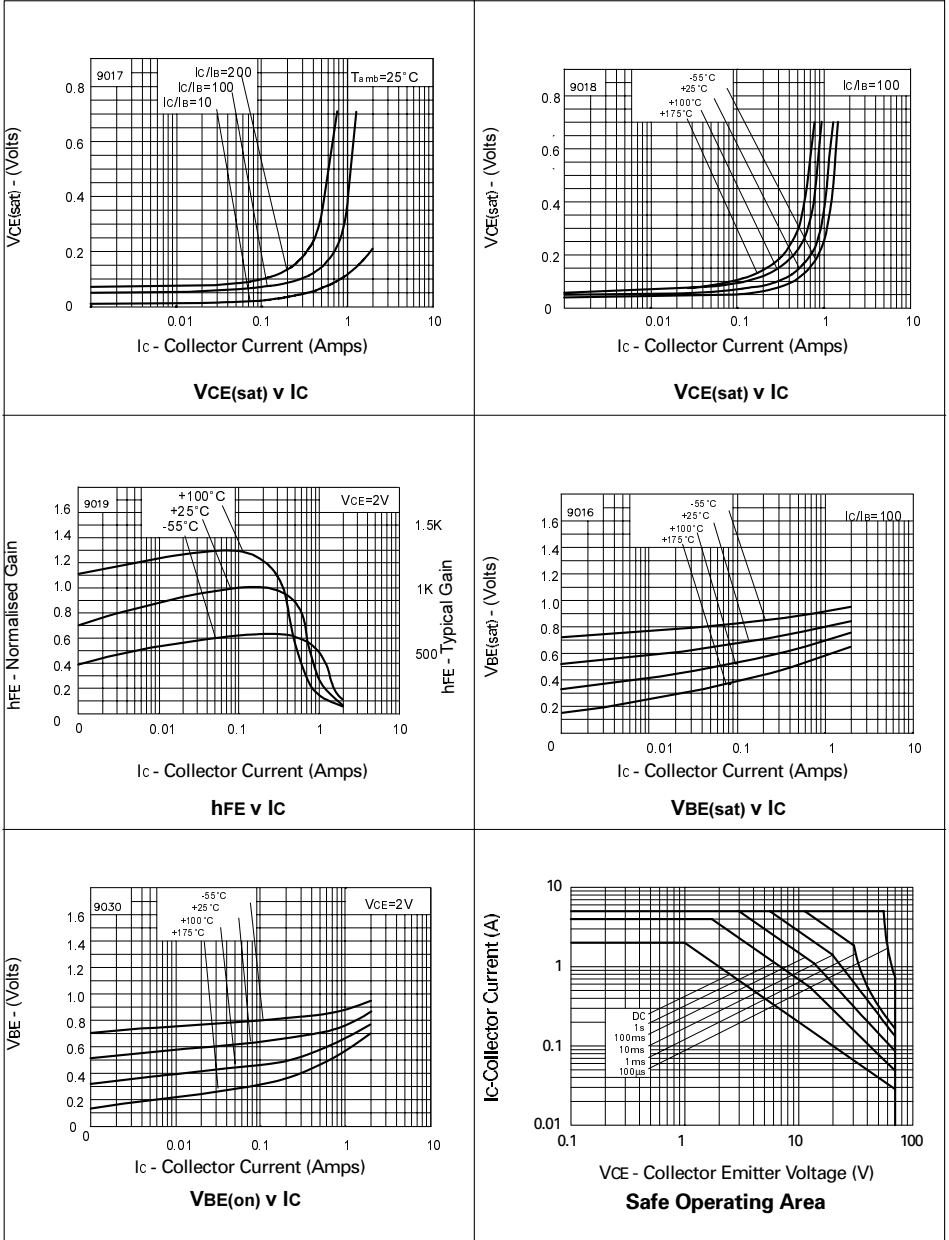 9017
IC/IB=200
IC/IB=100
IC/IB=10
Tamb=25°C
0.8
0.6
0.4
0.2
0
0.01
0.1
1
10
VCE(sat) - (Volts)
IC - Collector Current (Amps)
VCE(sat) v IC
9018
-55°C
+25°C
+100°C
+175°C
IC/IB=100
0.8
0.6
0.4
0.2
0
0.01
0.1
1
10
VCE(sat) - (Volts)
IC - Collector Current (Amps)
VCE(sat) v IC
9019
+100°C
+25°C
-55°C
VCE=2V
1.6
1.4
1.2
1.0
0.8
0.6
0.4
0.2
0
1.5K
1K
500
0
0.01
0.1
1
10
hFE - Normalised Gain
hFE - Typical Gain
IC - Collector Current (Amps)
hFE v IC
9016
-55°C
+25°C
+100°C
+175°C
IC/IB=100
1.6
1.4
1.2
1.0
0.8
0.6
0.4
0.2
0
0.01
0.1
1
10
VBE(sat) - (Volts)
IC - Collector Current (Amps)
VBE(sat) v IC
9030
-55°C
+25°C
+100°C
+175°C
VCE=2V
1.6
1.4
1.2
1.0
0.8
0.6
0.4
0.2
0
0
0.01
0.1
1
10
VBE - (Volts)
IC - Collector Current (Amps)
VBE(on) v IC
10
1
0.1
0.01
DC
1s
100ms
10ms
1ms
100µs
0.1
1
10
100
IC-Collector Current (A)
VCE - Collector Emitter Voltage (V)
Safe Operating Area